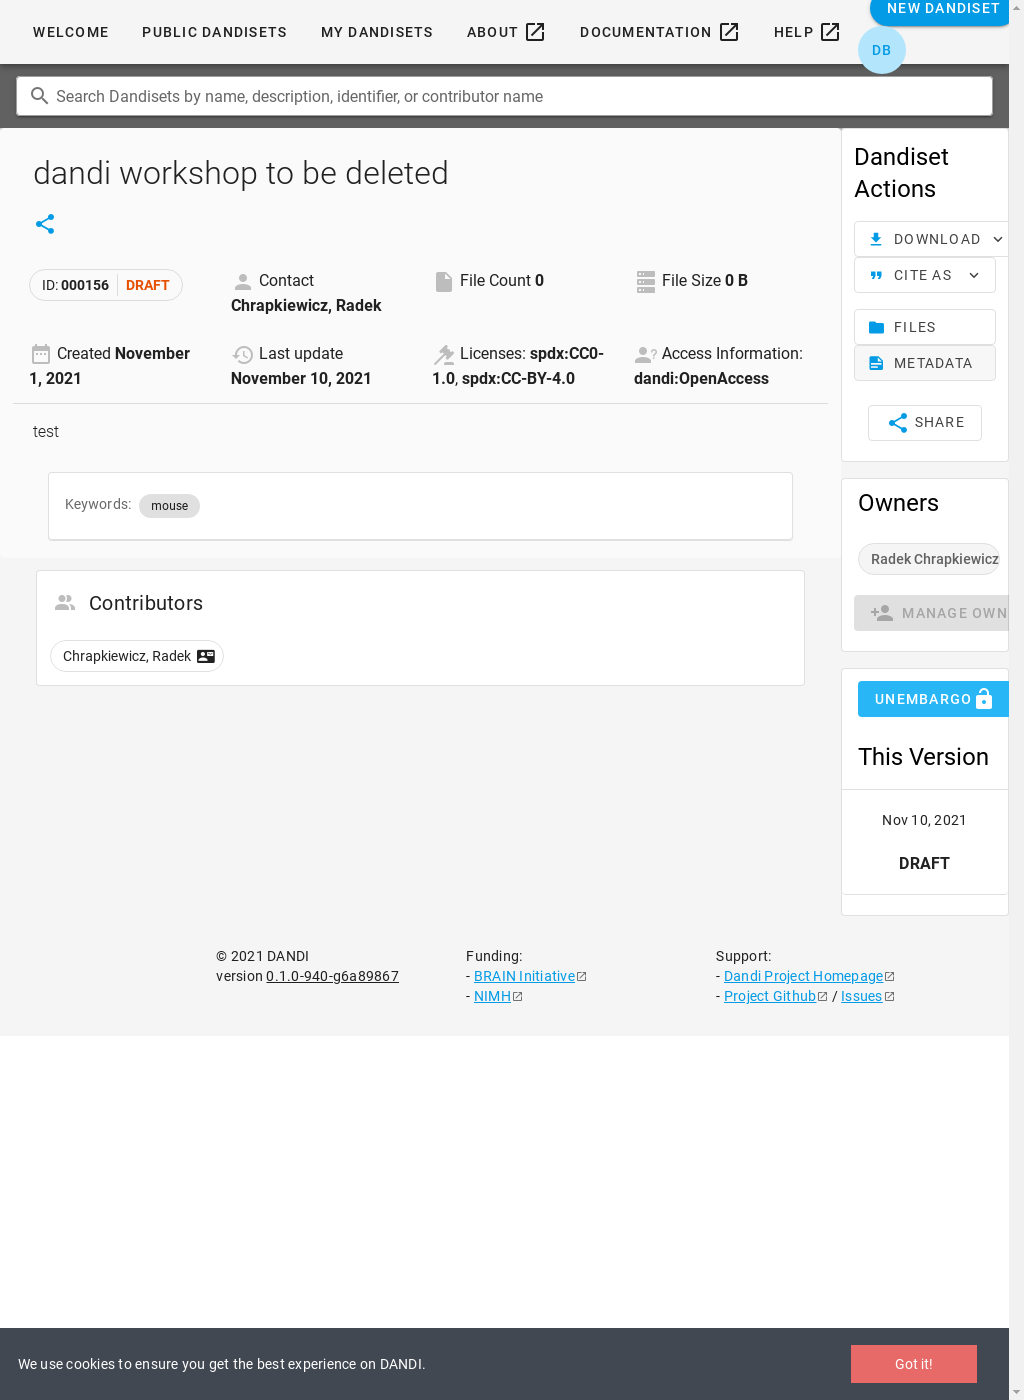 WELCOME PUBLIC DANDISETS MY DANDISETS ABOUT DOCUMENTATION HELP NEW DANDISET
DB
Search Dandisets by name, description, identifier, or contributor name
dandi workshop to be deleted
ID: 000156 DRAFT
Contact
Chrapkiewicz, Radek
File Count 0
File Size 0 B
Created November
1, 2021
Last update
November 10, 2021
Licenses: spdx:CC0-
1.0, spdx:CC-BY-4.0
Access Information:
dandi:OpenAccess
test
Keywords: mouse
Contributors
Chrapkiewicz, Radek
Dandiset
Actions
DOWNLOAD
CITE AS
FILES
METADATA
SHARE
Owners
Radek Chrapkiewicz
MANAGE OWN
UNEMBARGO
This Version
Nov 10, 2021
DRAFT
© 2021 DANDI
version 0.1.0-940-g6a89867
Funding:
- BRAIN Initiative
- NIMH
Support:
- Dandi Project Homepage
- Project Github / Issues
We use cookies to ensure you get the best experience on DANDI.
Got it!